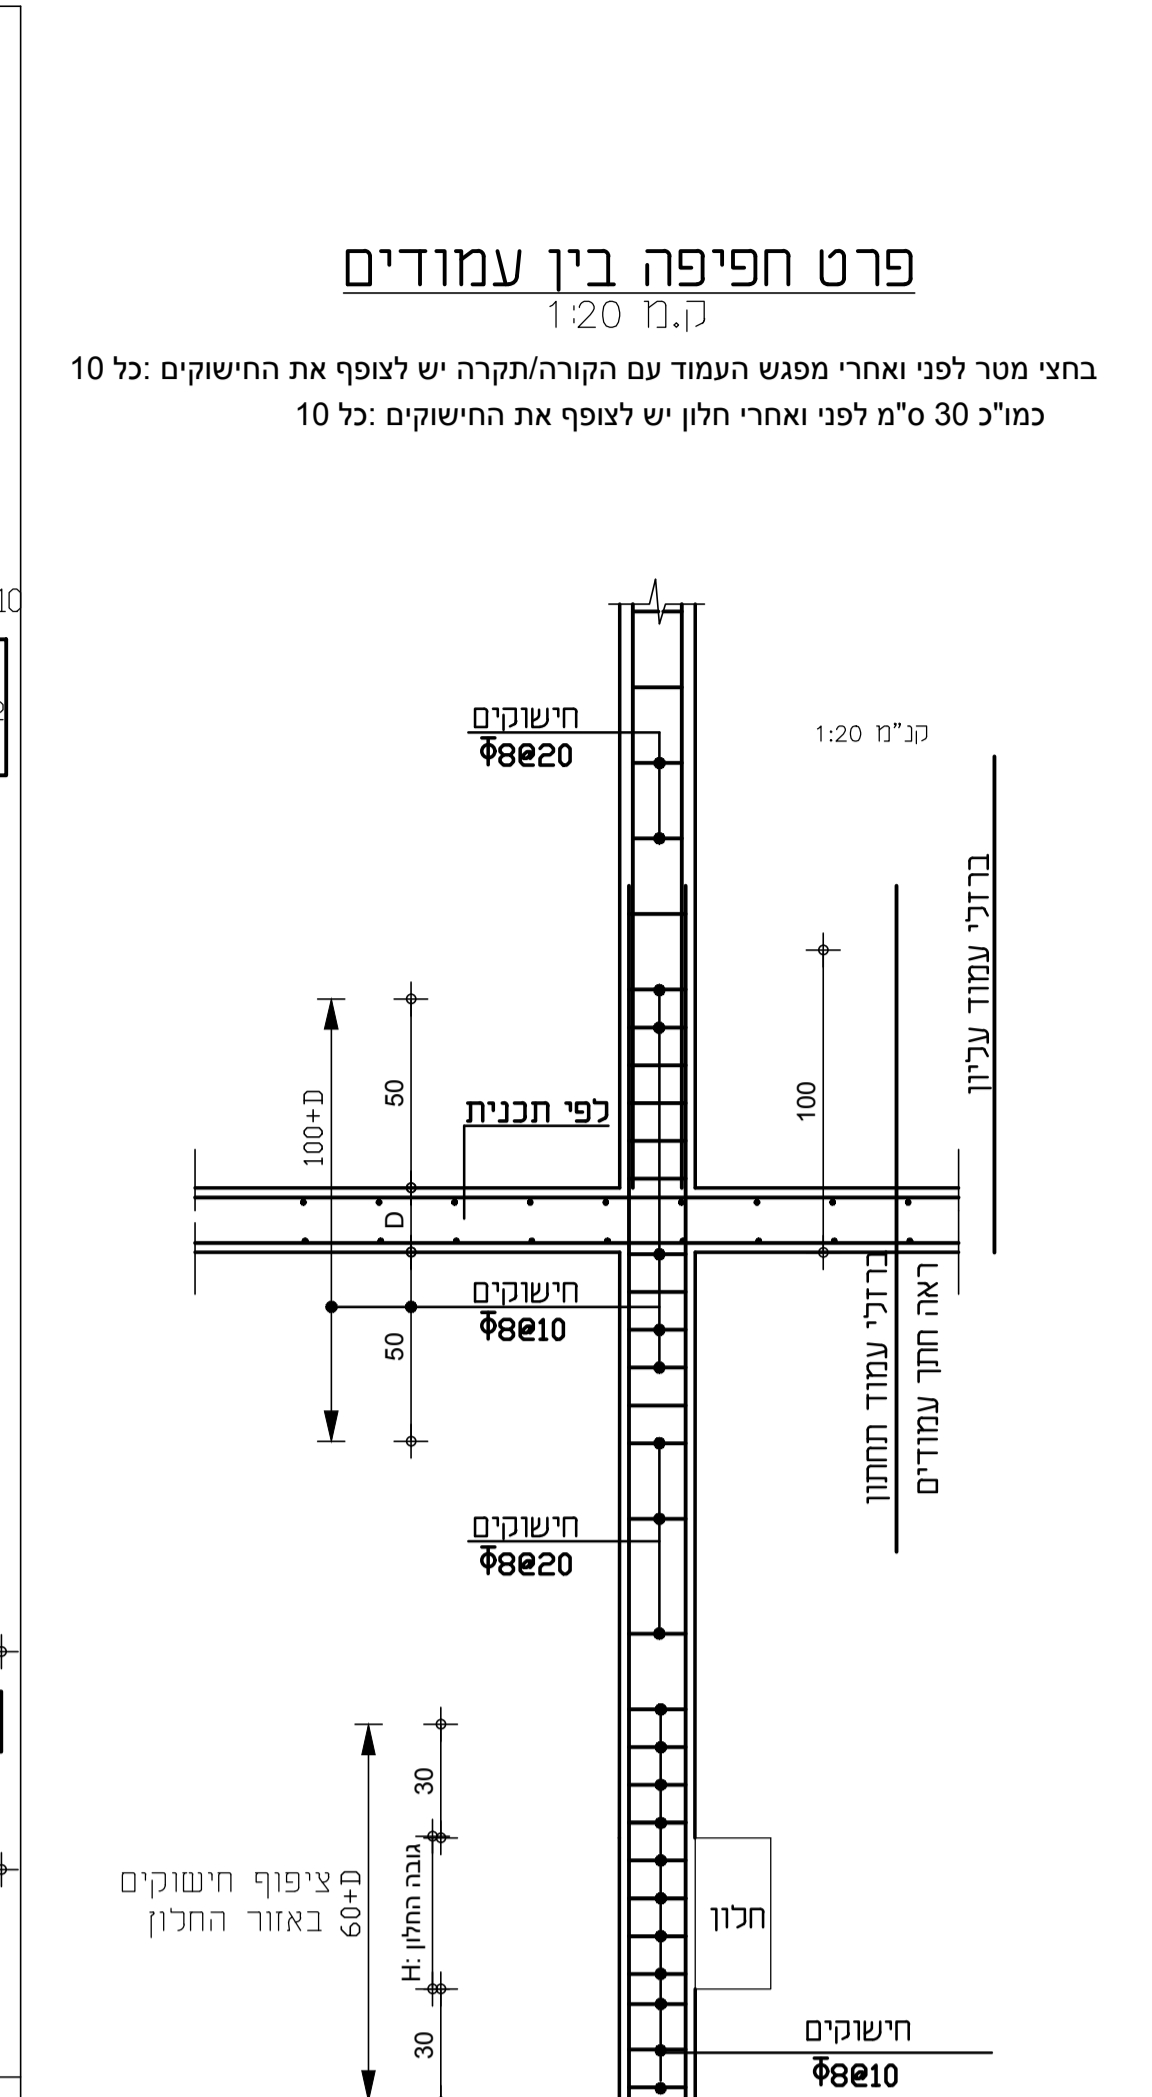 פרט חפיפה בין עמודים
ק.מ 1:20
בחצי מטר לפני ואחרי מפגש העמוד עם הקורה/תקרה יש לצופף את החישוקים :כל 10
כמו"כ 30 ס"מ לפני ואחרי חלון יש לצופף את החישוקים :כל 10
10
חישוקים
Φ8@20
קנ"מ 1:20
ברזלי עמוד עליון
100
50
100+D
לפי תכנית
D
חישוקים
Φ8@10
50
ברזלי עמוד תחתון
ראה חתך עמודים
חישוקים
Φ8@20
30
גובה החלון :H
60+D
ציפוף חישוקים
באזור החלון
חלון
30
חישוקים
Φ8@10